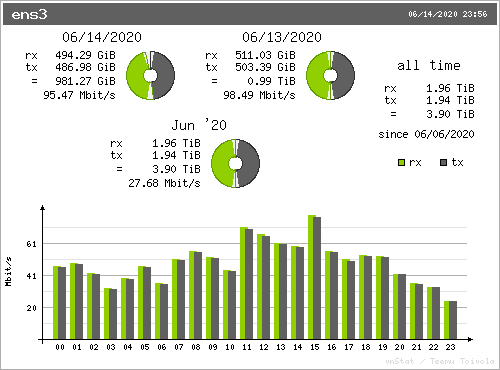 ens3 06/14/2020 23:56
06/14/2020 06/13/2020
rx 494.29 GiB rx 511.03 GiB
tx 486.98 GiB tx 503.39 GiB
= 981.27 GiB = 0.99 TiB
95.47 Mbit/s 98.49 Mbit/s
all time
rx 1.96 TiB
tx 1.94 TiB
= 3.90 TiB
since 06/06/2020
Jun '20
rx 1.96 TiB
tx 1.94 TiB
= 3.90 TiB
27.68 Mbit/s
rx tx
Mbit/s
61
41
20
00 01 02 03 04 05 06 07 08 09 10 11 12 13 14 15 16 17 18 19 20 21 22 23
vnStat / Teemu Toivola